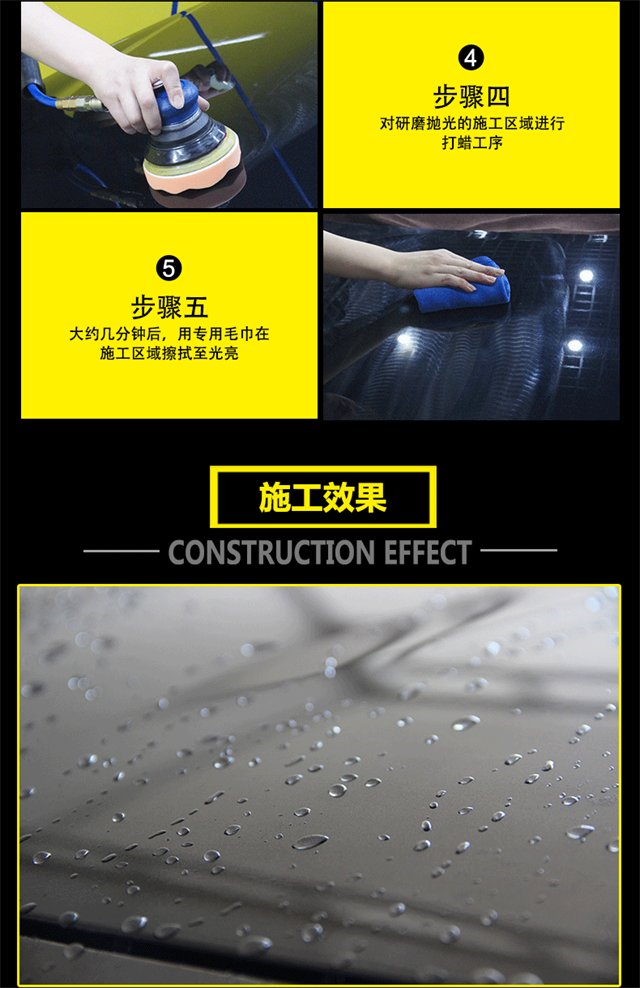 4
步骤四
对研磨抛光的施工区域进行
打蜡工序
5
步骤五
大约几分钟后，用专用毛巾在
施工区域擦拭至光亮
施工效果
CONSTRUCTION EFFECT